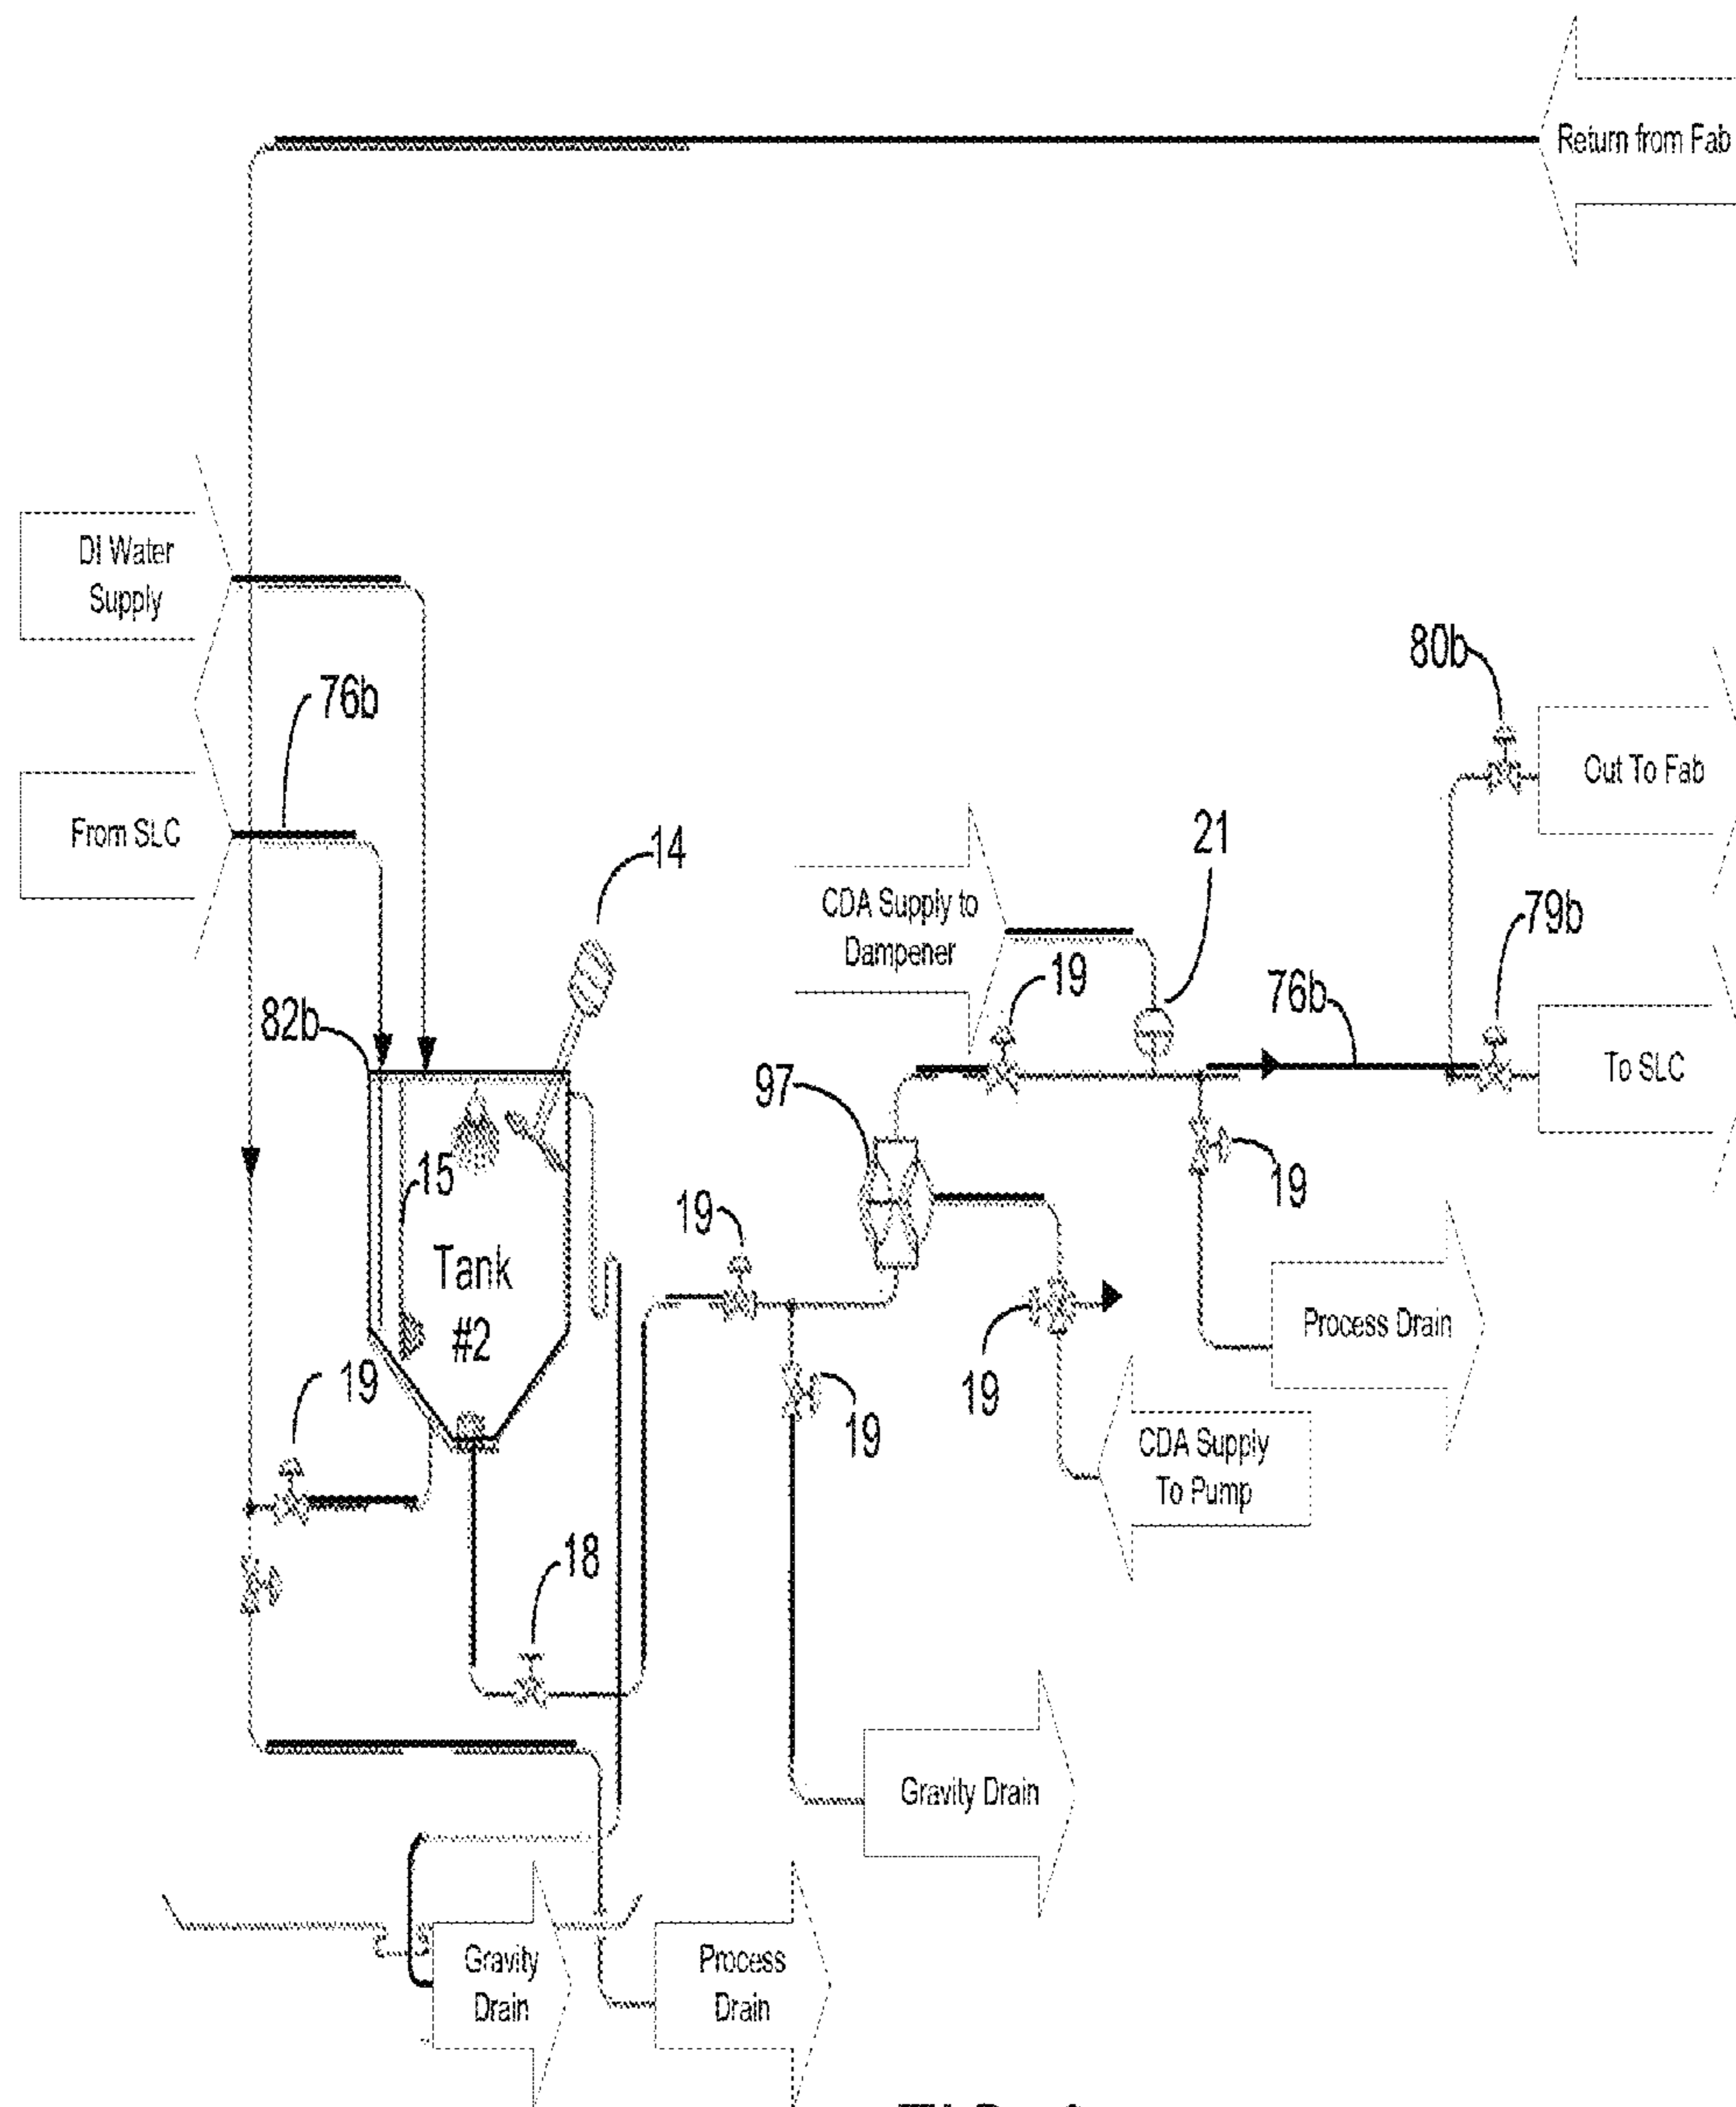 Return from Fab
DI Water
Supply
80b
76b
Out To Fab
From SLC
14
21
CDA Supply to
Dampener
79b
19
76b
82b
To SLC
97
15
19
19
Tank
#2
Process Drain
19
19
19
CDA Supply
To Pump
18
Gravity Drain
Gravity
Drain
Process
Drain